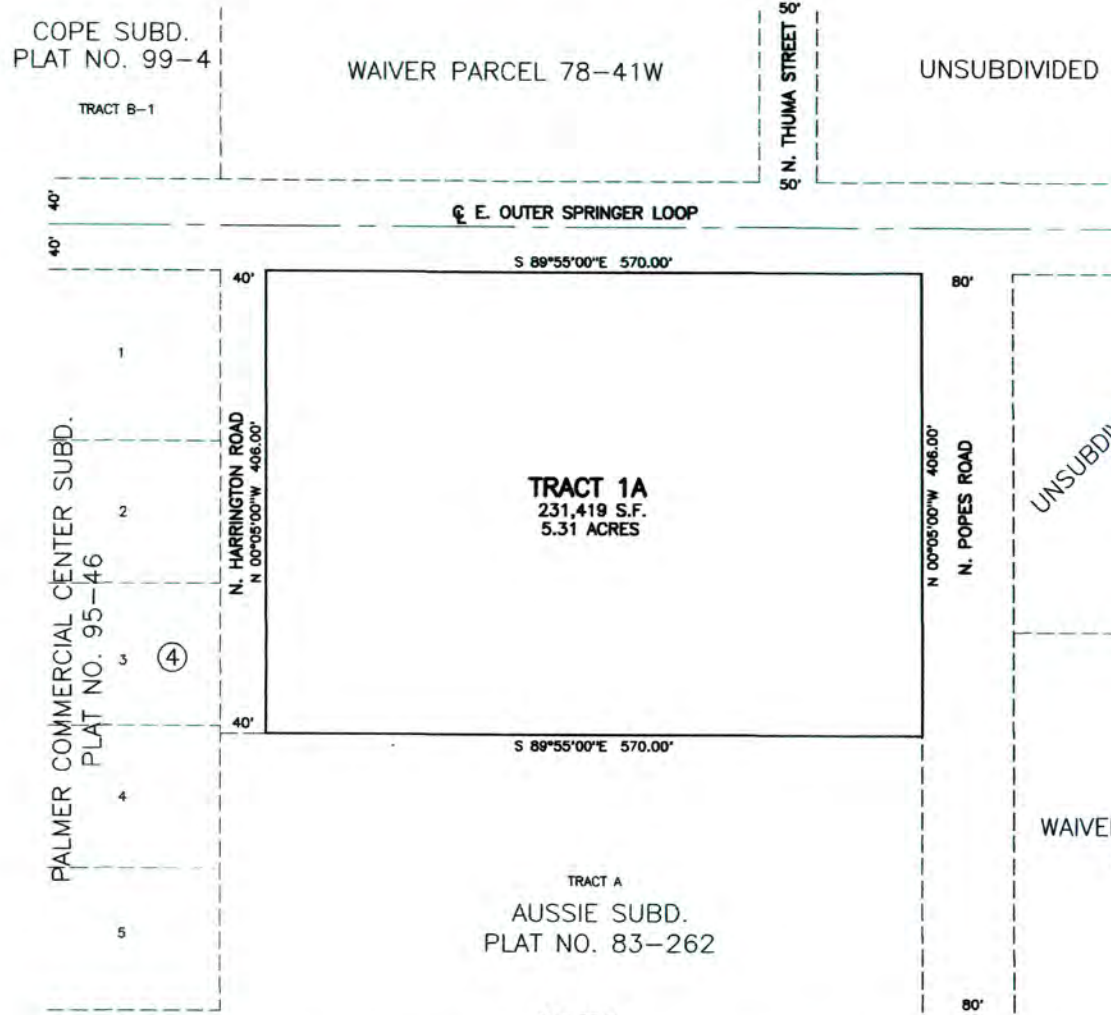 COPE SUBD.
PLAT NO. 99-4
TRACT B-1
WAIVER PARCEL 78-41W
50'
N. THUMA STREET
50'
UNSUBDIVIDED
40'
40'
℄ E. OUTER SPRINGER LOOP
S 89°55'00"E 570.00'
40'
80'
1
2
3
④
4
5
PALMER COMMERCIAL CENTER SUBD.
PLAT NO. 95-46
N. HARRINGTON ROAD
N 00°05'00"W 406.00'
TRACT 1A
231,419 S.F.
5.31 ACRES
N 00°05'00"W 406.00'
N. POPES ROAD
UNSUBDIV
40'
S 89°55'00"E 570.00'
WAIVE
TRACT A
AUSSIE SUBD.
PLAT NO. 83-262
80'